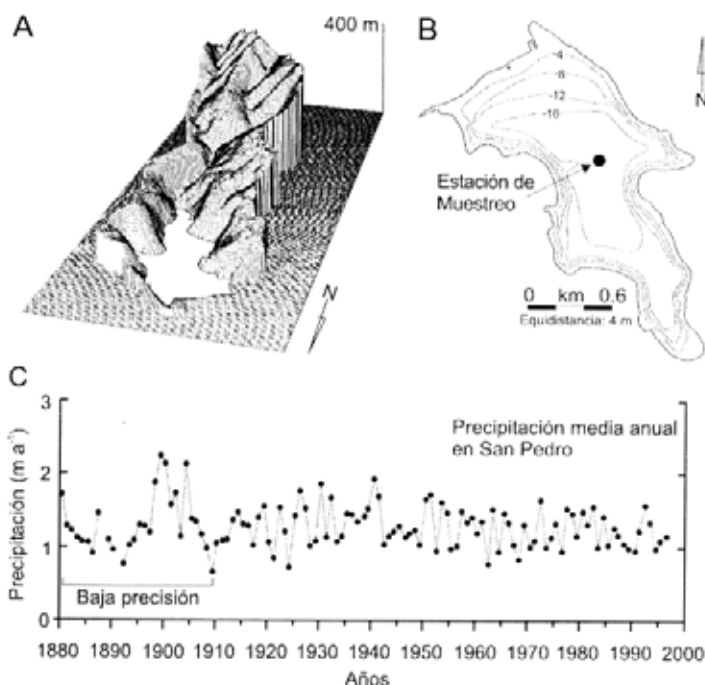 A
400 m
N
B
-4
-8
-12
-16
N
Estación de
Muestreo
0 km 0.6
Equidistancia: 4 m
C
Precipitación media anual
en San Pedro
Precipitación (m a⁻¹)
3
2
1
0
Baja precisión
1880 1890 1900 1910 1920 1930 1940 1950 1960 1970 1980 1990 2000
Años